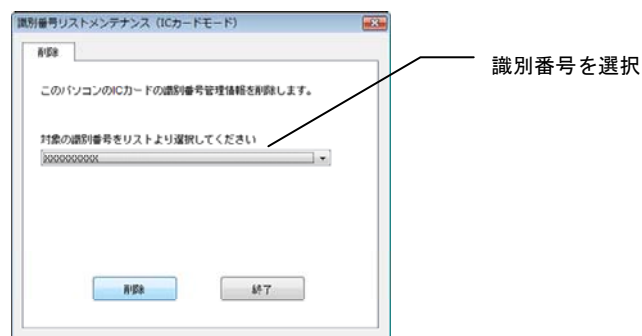 識別番号リストメンテナンス（ICカードモード）
削除
このパソコンのICカードの識別番号管理情報を削除します。
対象の識別番号をリストより選択してください
XXXXXXXXXX
削除
終了
識別番号を選択